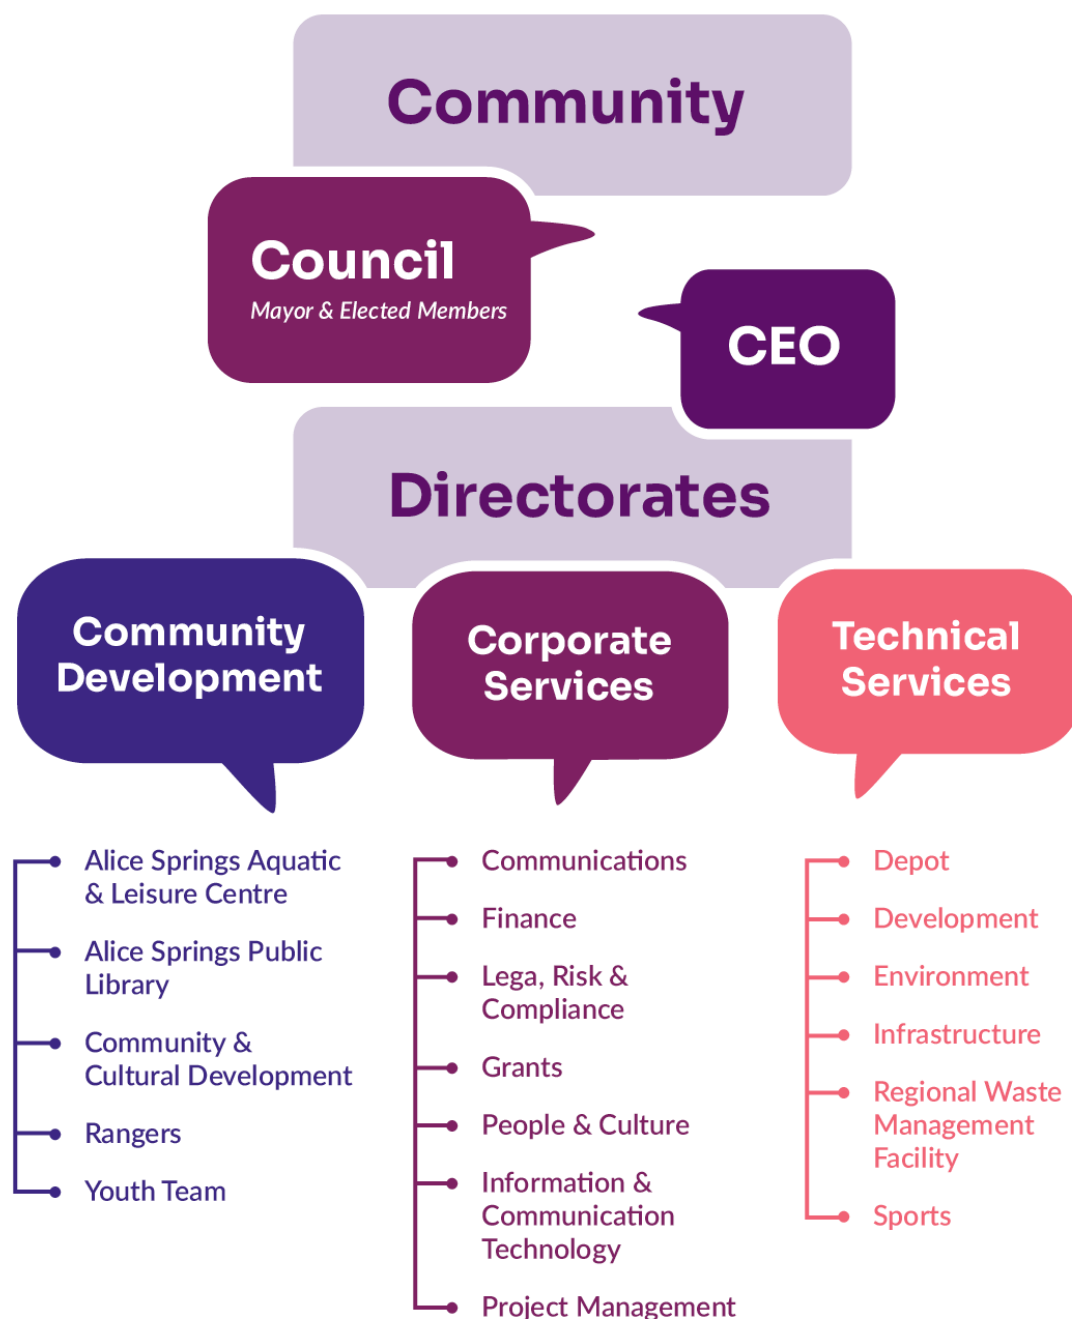 Community
Council
Mayor & Elected Members
CEO
Directorates
Community
Development
Corporate
Services
Technical
Services
Alice Springs Aquatic
& Leisure Centre
Alice Springs Public
Library
Community &
Cultural Development
Rangers
Youth Team
Communications
Finance
Lega, Risk &
Compliance
Grants
People & Culture
Information &
Communication
Technology
Project Management
Depot
Development
Environment
Infrastructure
Regional Waste
Management
Facility
Sports